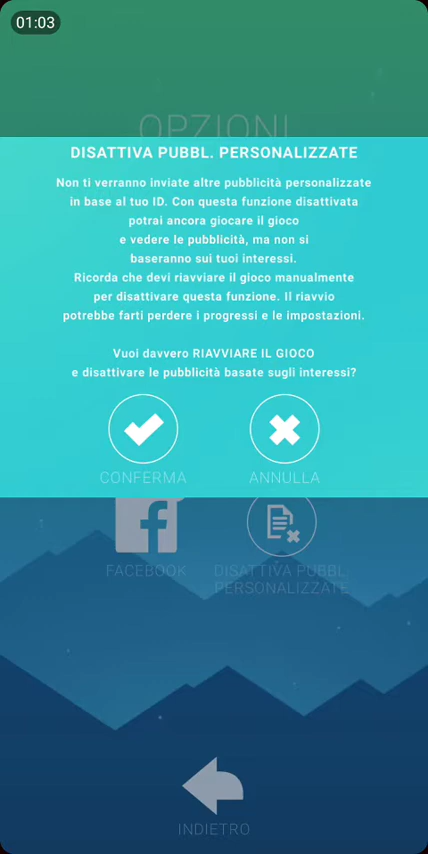 01:03
OPZIONI
DISATTIVA PUBBL. PERSONALIZZATE
Non ti verranno inviate altre pubblicità personalizzate
in base al tuo ID. Con questa funzione disattivata
potrai ancora giocare il gioco
e vedere le pubblicità, ma non si
baseranno sui tuoi interessi.
Ricorda che devi riavviare il gioco manualmente
per disattivare questa funzione. Il riavvio
potrebbe farti perdere i progressi e le impostazioni.
Vuoi davvero RIAVVIARE IL GIOCO
e disattivare le pubblicità basate sugli interessi?
CONFERMA
ANNULLA
FACEBOOK
DISATTIVA PUBBL.
PERSONALIZZATE
INDIETRO